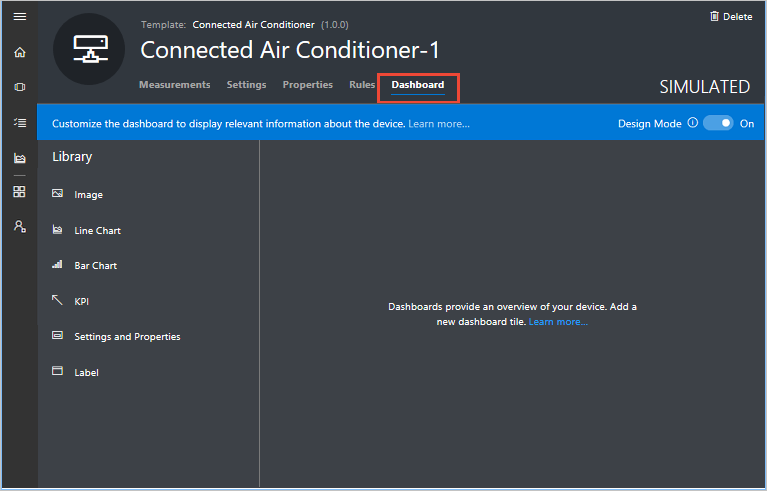 Delete
Template: Connected Air Conditioner (1.0.0)
Connected Air Conditioner-1
Measurements Settings Properties Rules Dashboard
SIMULATED
Customize the dashboard to display relevant information about the device. Learn more...
Design Mode On
Library
Image
Line Chart
Bar Chart
KPI
Settings and Properties
Label
Dashboards provide an overview of your device. Add a
new dashboard tile. Learn more...